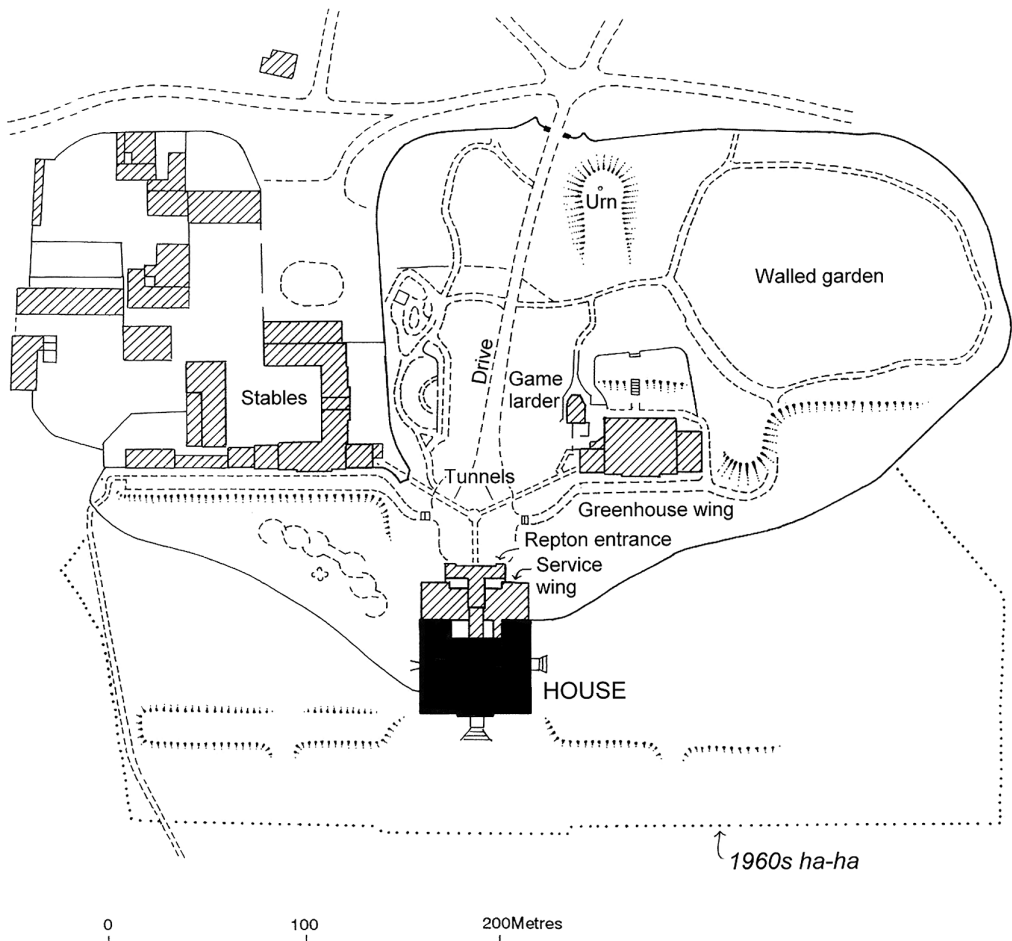 Urn
Walled garden
Drive
Game
larder
Stables
Tunnels
Greenhouse wing
Repton entrance
Service
wing
HOUSE
1960s ha-ha
0 100 200Metres